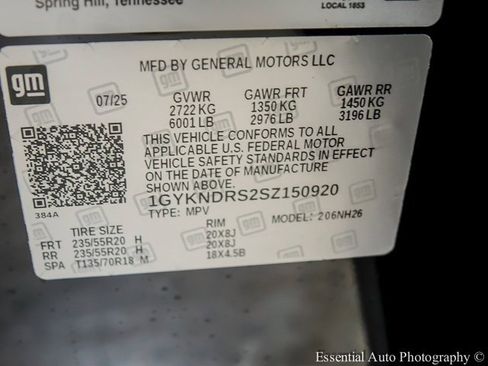 Spring Hill, Tennessee
LOCAL 1853
gm
MFD BY GENERAL MOTORS LLC
07/25
GVWR GAWR FRT GAWR RR
2722 KG 1350 KG 1450 KG
6001 LB 2976 LB 3196 LB
THIS VEHICLE CONFORMS TO ALL
APPLICABLE U.S. FEDERAL MOTOR
VEHICLE SAFETY STANDARDS IN EFFECT
ON THE DATE OF MANUFACTURE
SHOWN ABOVE.
1GYKNDRS2SZ150920
TYPE: MPV MODEL: 206NH26
384A
TIRE SIZE RIM
FRT 235/55R20 H 20X8J
RR 235/55R20 H 20X8J
SPA T135/70R18 M 18X4.5B
Essential Auto Photography ©